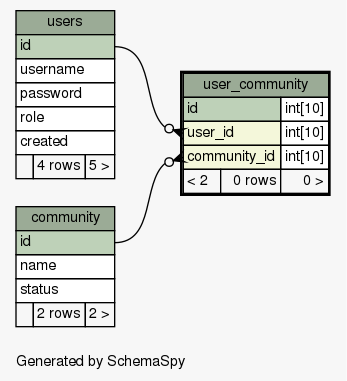 users
id
username
password
role
created
4 rows 5 >
user_community
id int[10]
user_id int[10]
community_id int[10]
< 2 0 rows 0 >
community
id
name
status
2 rows 2 >
Generated by SchemaSpy